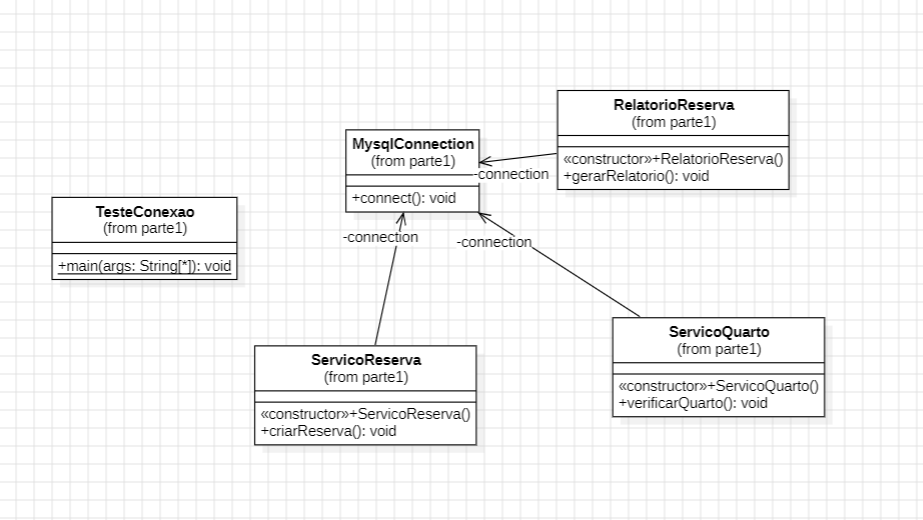 RelatorioReserva
(from parte1)
«constructor»+RelatorioReserva()
+gerarRelatorio(): void
MysqlConnection
(from parte1)
+connect(): void
-connection
TesteConexao
(from parte1)
+main(args: String[*]): void
-connection
-connection
ServicoQuarto
(from parte1)
«constructor»+ServicoQuarto()
+verificarQuarto(): void
ServicoReserva
(from parte1)
«constructor»+ServicoReserva()
+criarReserva(): void